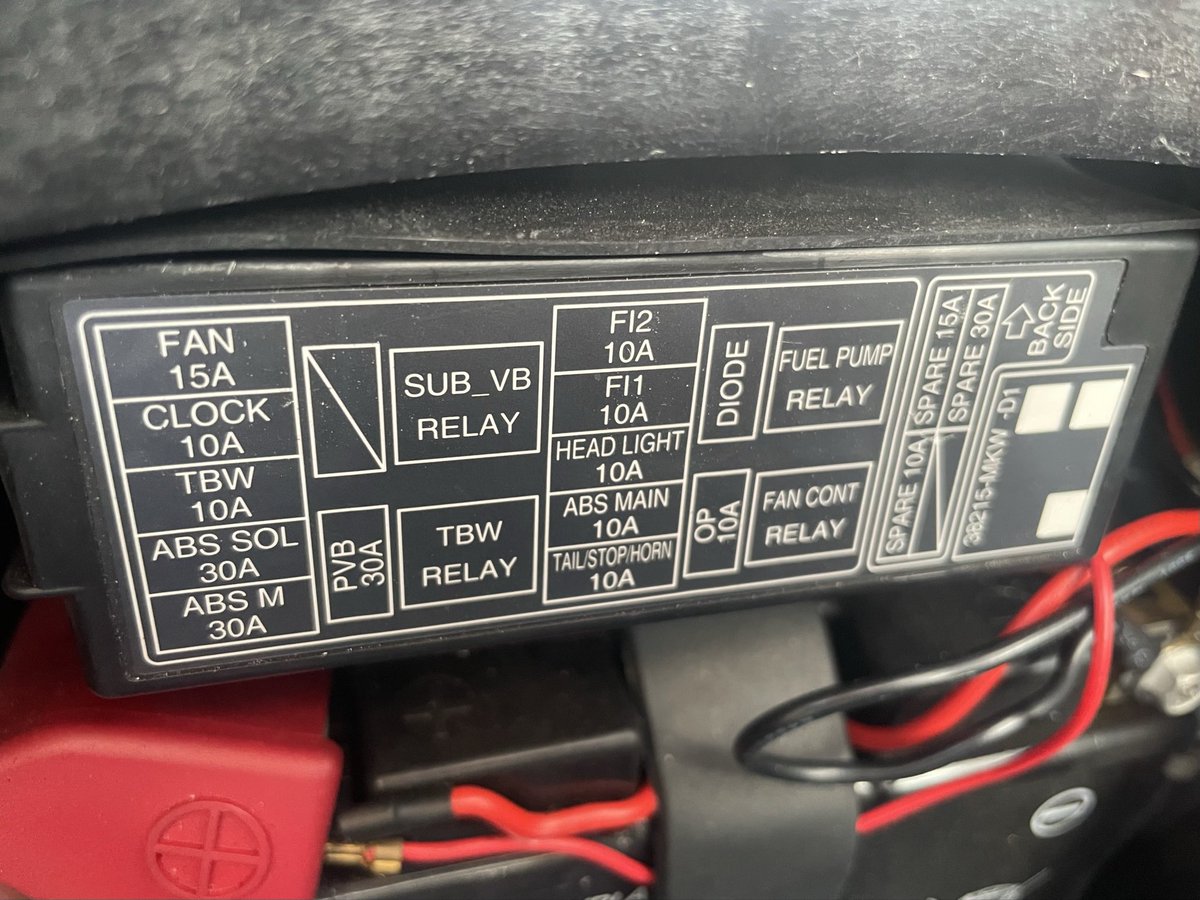 FAN
15A
CLOCK
10A
TBW
10A
ABS SOL
30A
ABS M
30A
PVB
30A
SUB_VB
RELAY
TBW
RELAY
FI2
10A
FI1
10A
HEAD LIGHT
10A
ABS MAIN
10A
TAIL/STOP/HORN
10A
DIODE
OP
10A
FUEL PUMP
RELAY
FAN CONT
RELAY
SPARE 10A
SPARE 15A
SPARE 30A
BACK
SIDE
38215-MKW -D1